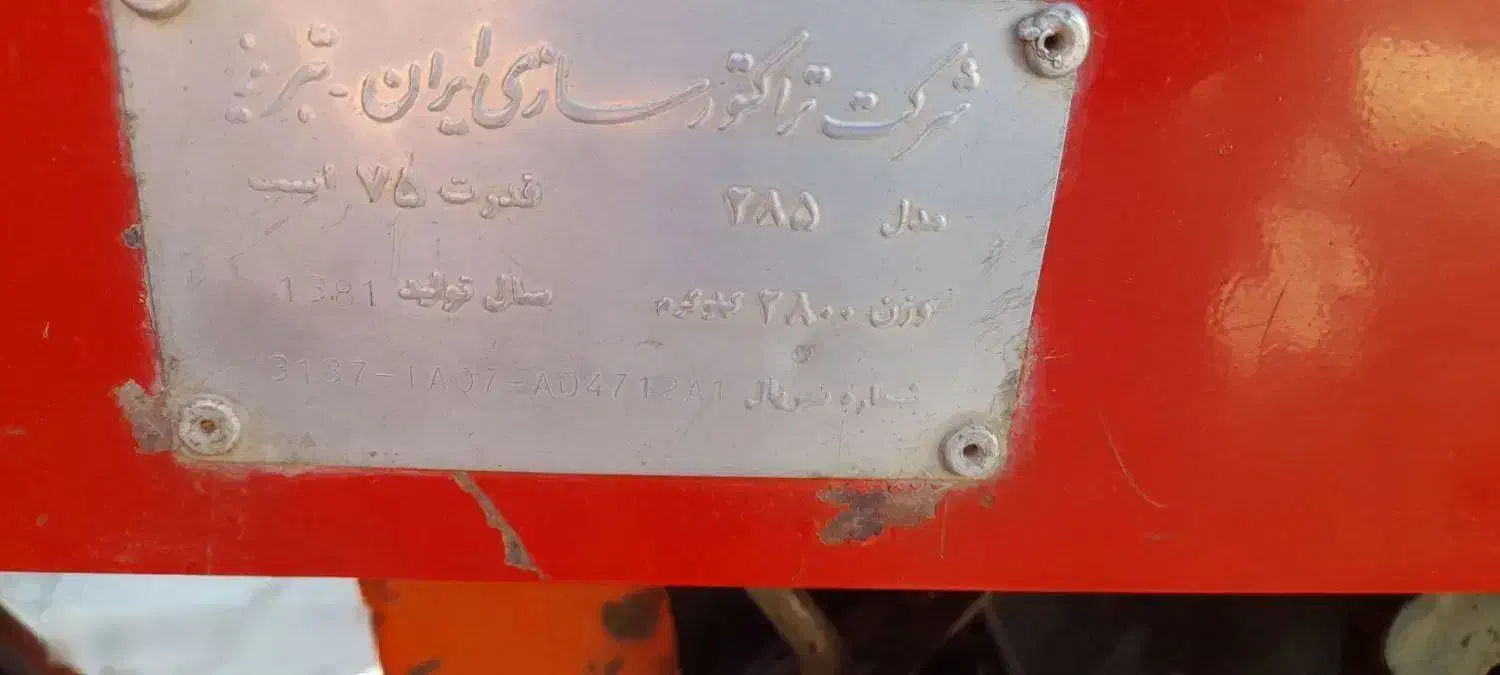 شرکت تراکتورسازی ایران - تبریز
مدل ۲۸۵ قدرت ۷۵ اسب
وزن ۲۸۰۰ کیلوگرم سال تولید 1381
شماره سریال 3137-1A07-A04712A1